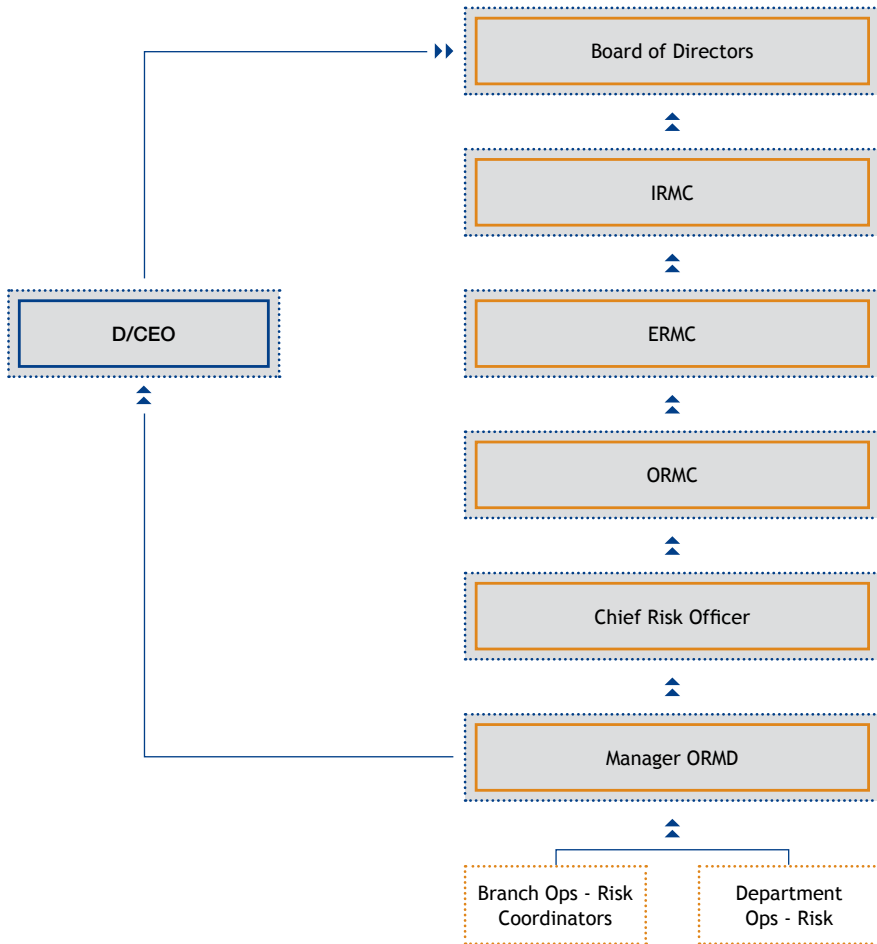 Board of Directors
IRMC
D/CEO
ERMC
ORMC
Chief Risk Officer
Manager ORMD
Branch Ops - Risk
Coordinators
Department
Ops - Risk